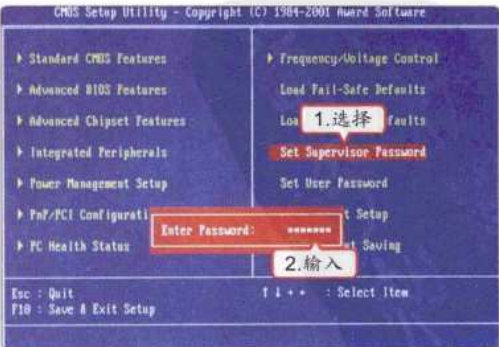 CMOS Setup Utility - Copyright (C) 1984-2001 Award Software
Standard CMOS Features
Advanced BIOS Features
Advanced Chipset Features
Integrated Peripherals
Power Management Setup
PnP/PCI Configurati
PC Health Status
Frequency/Voltage Control
Load Fail-Safe Defaults
Loa faults
1.选择
Set Supervisor Password
Set User Password
t Setup
t Saving
Enter Password: *******
2.输入
Esc : Quit
F10 : Save & Exit Setup
↑ ↓ ← → : Select Item